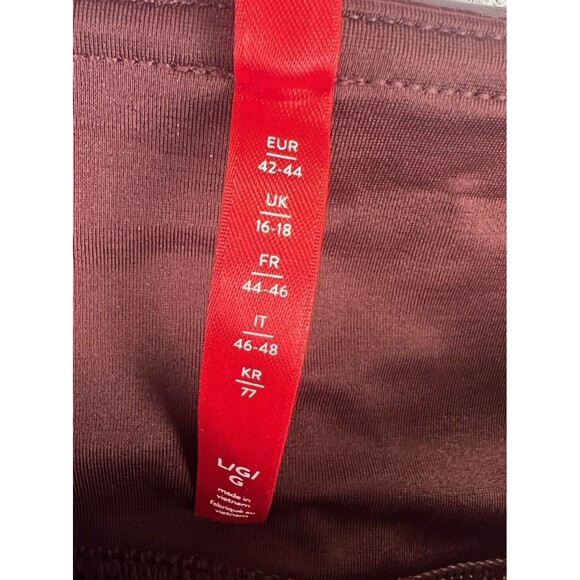 EUR
42-44
UK
16-18
FR
44-46
IT
46-48
KR
77
L/G/
G
made in
vietnam
fabriqué au
vietnam